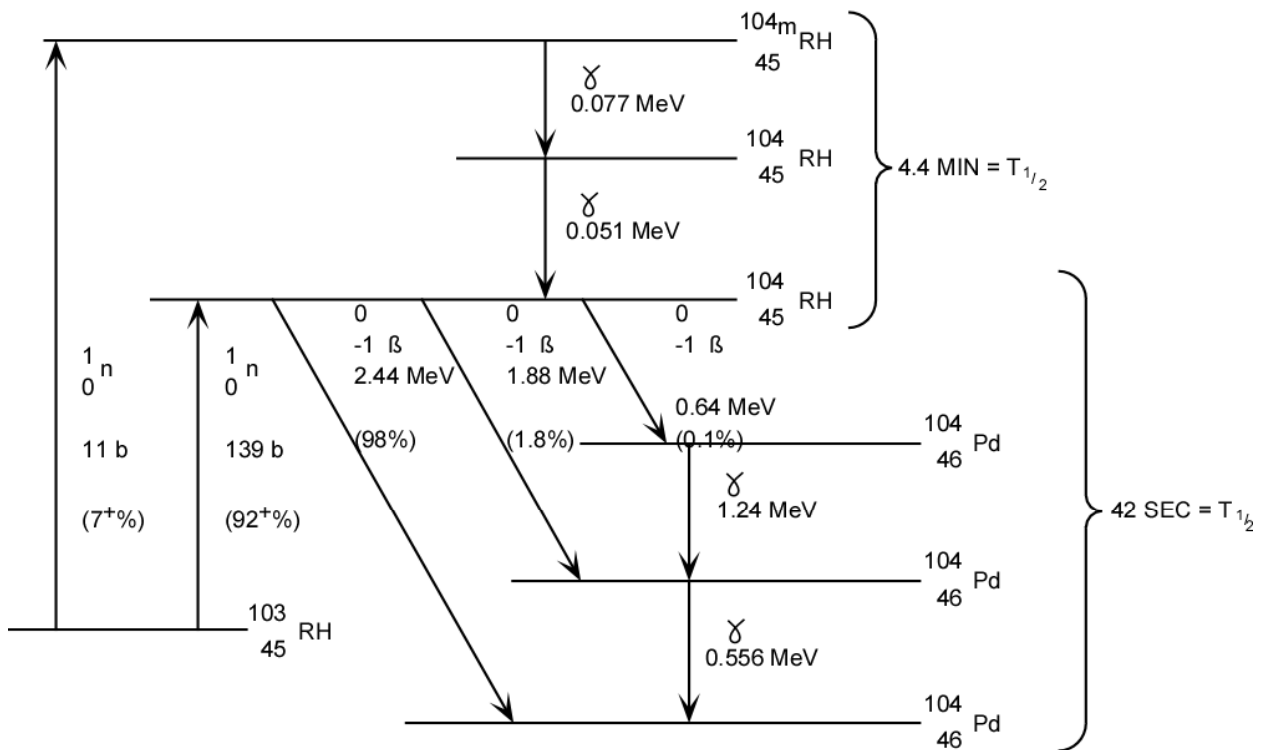 104m
45 RH
γ
0.077 MeV
104
45 RH
4.4 MIN = T1/2
γ
0.051 MeV
104
45 RH
0
-1 ß
2.44 MeV
(98%)
0
-1 ß
1.88 MeV
(1.8%)
0
-1 ß
0.64 MeV
(0.1%)
1
0 n
11 b
(7+%)
1
0 n
139 b
(92+%)
104
46 Pd
γ
1.24 MeV
42 SEC = T1/2
104
46 Pd
103
45 RH
γ
0.556 MeV
104
46 Pd